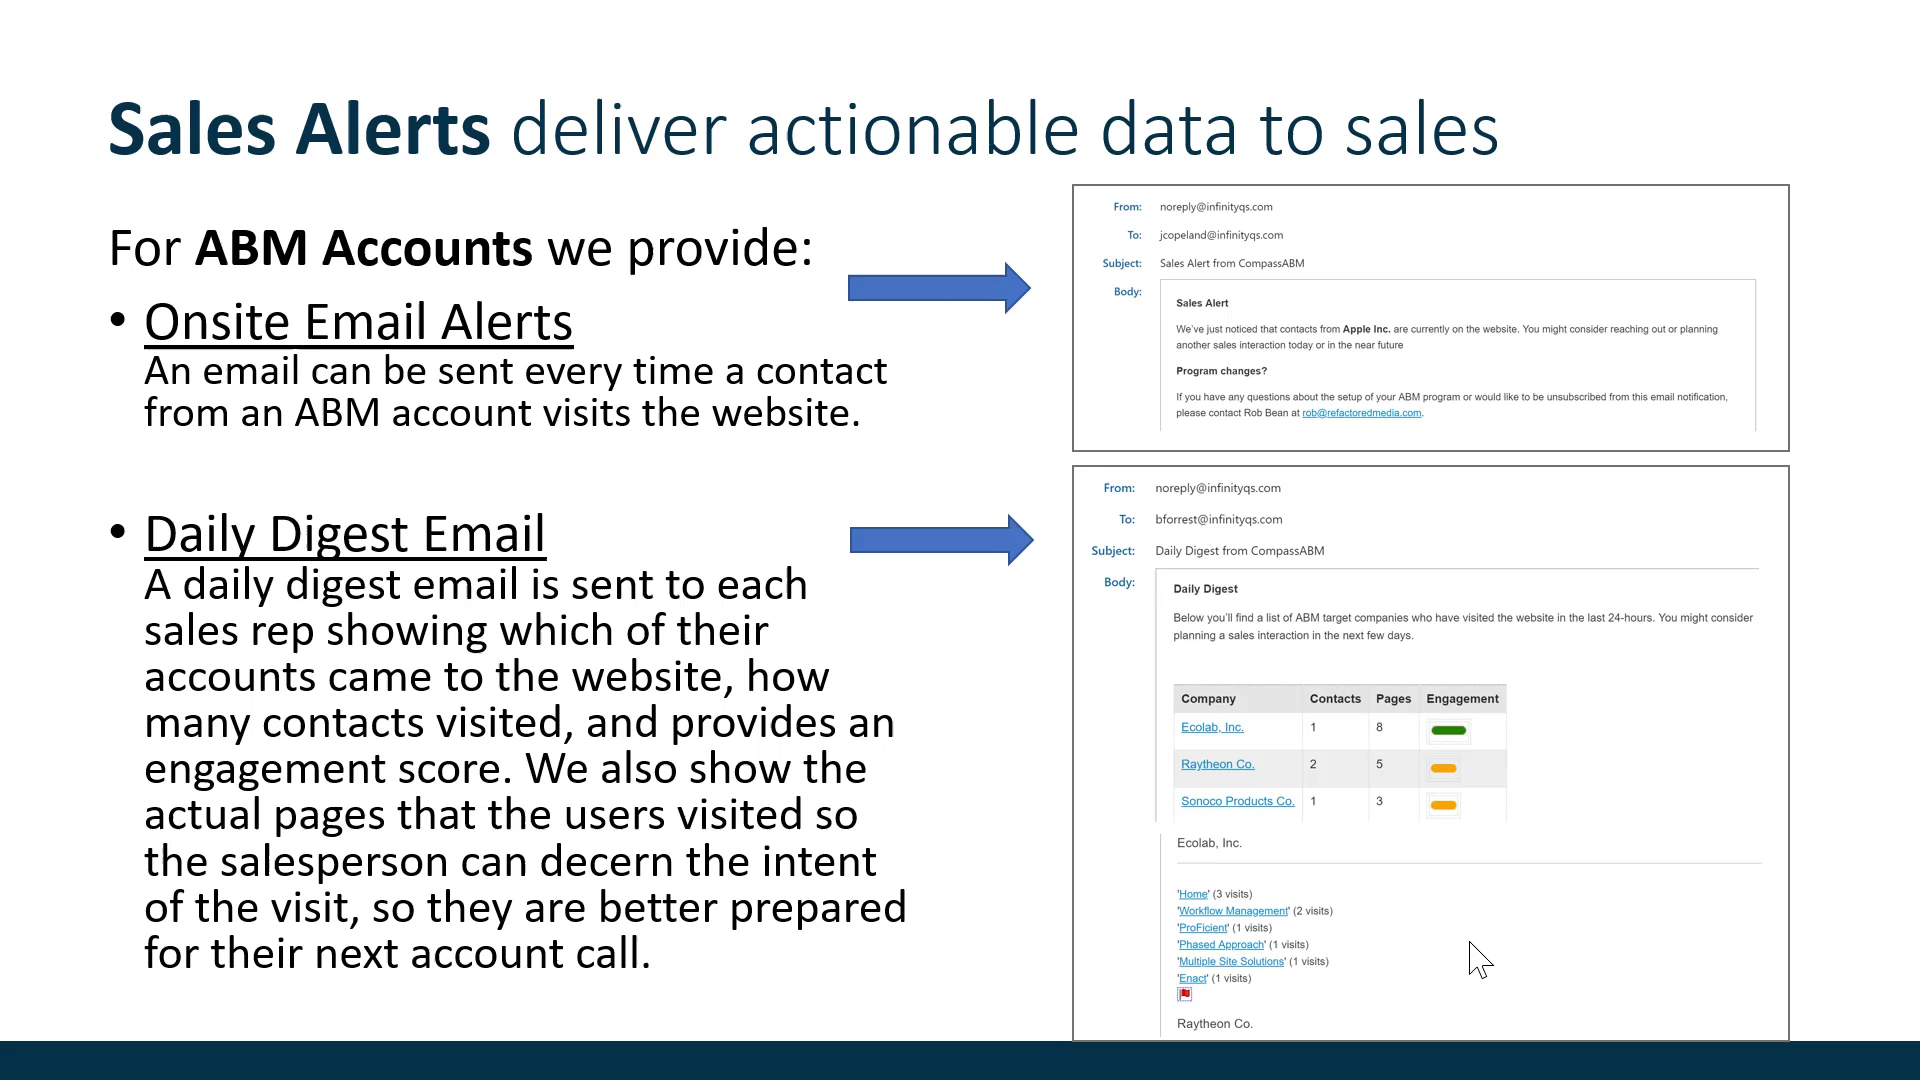 Sales Alerts deliver actionable data to sales
For ABM Accounts we provide:
• Onsite Email Alerts
An email can be sent every time a contact
from an ABM account visits the website.
• Daily Digest Email
A daily digest email is sent to each
sales rep showing which of their
accounts came to the website, how
many contacts visited, and provides an
engagement score. We also show the
actual pages that the users visited so
the salesperson can decern the intent
of the visit, so they are better prepared
for their next account call.
From: noreply@infinityqs.com
To: jcopeland@infinityqs.com
Subject: Sales Alert from CompassABM
Body:
Sales Alert
We've just noticed that contacts from Apple Inc. are currently on the website. You might consider reaching out or planning
another sales interaction today or in the near future
Program changes?
If you have any questions about the setup of your ABM program or would like to be unsubscribed from this email notification,
please contact Rob Bean at rob@refactoredmedia.com.
From: noreply@infinityqs.com
To: bforrest@infinityqs.com
Subject: Daily Digest from CompassABM
Body:
Daily Digest
Below you'll find a list of ABM target companies who have visited the website in the last 24-hours. You might consider
planning a sales interaction in the next few days.
Company Contacts Pages Engagement
Ecolab, Inc. 1 8
Raytheon Co. 2 5
Sonoco Products Co. 1 3
Ecolab, Inc.
'Home' (3 visits)
'Workflow Management' (2 visits)
'ProFicient' (1 visits)
'Phased Approach' (1 visits)
'Multiple Site Solutions' (1 visits)
'Enact' (1 visits)
Raytheon Co.